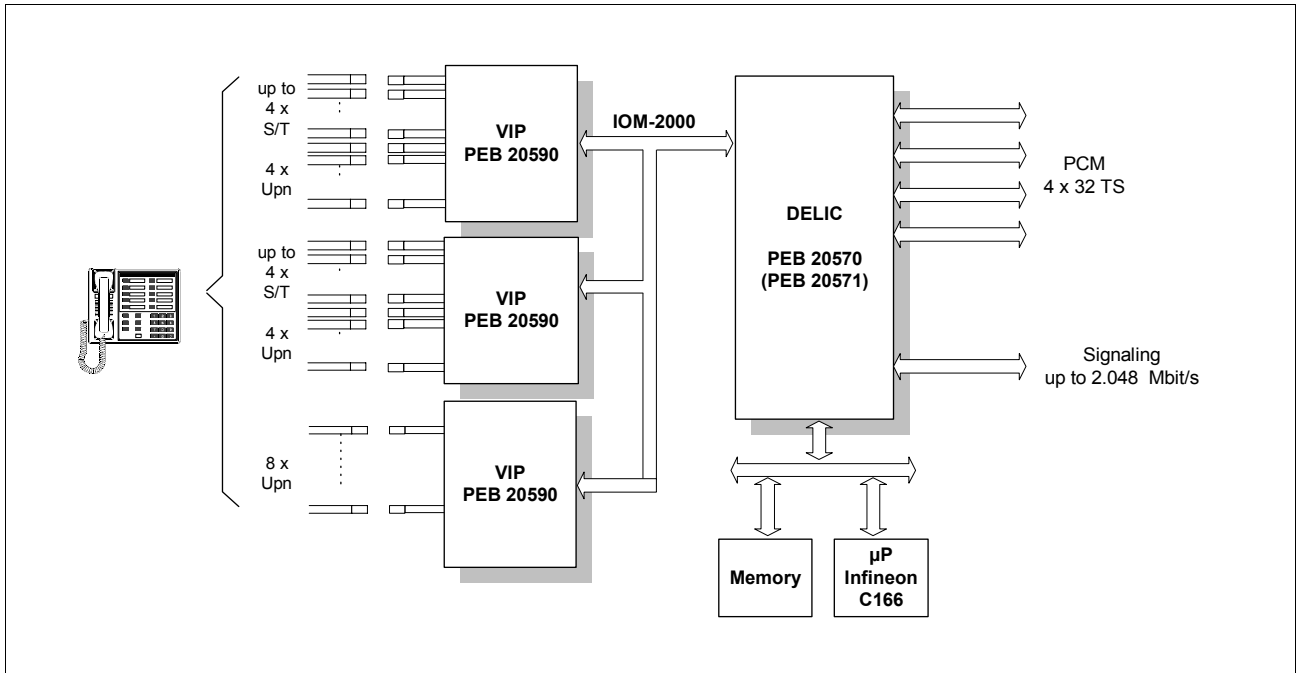 up to
4 x
S/T
4 x
Upn
VIP
PEB 20590
up to
4 x
S/T
4 x
Upn
VIP
PEB 20590
8 x
Upn
VIP
PEB 20590
IOM-2000
DELIC
PEB 20570
(PEB 20571)
PCM
4 x 32 TS
Signaling
up to 2.048 Mbit/s
Memory
µP
Infineon
C166